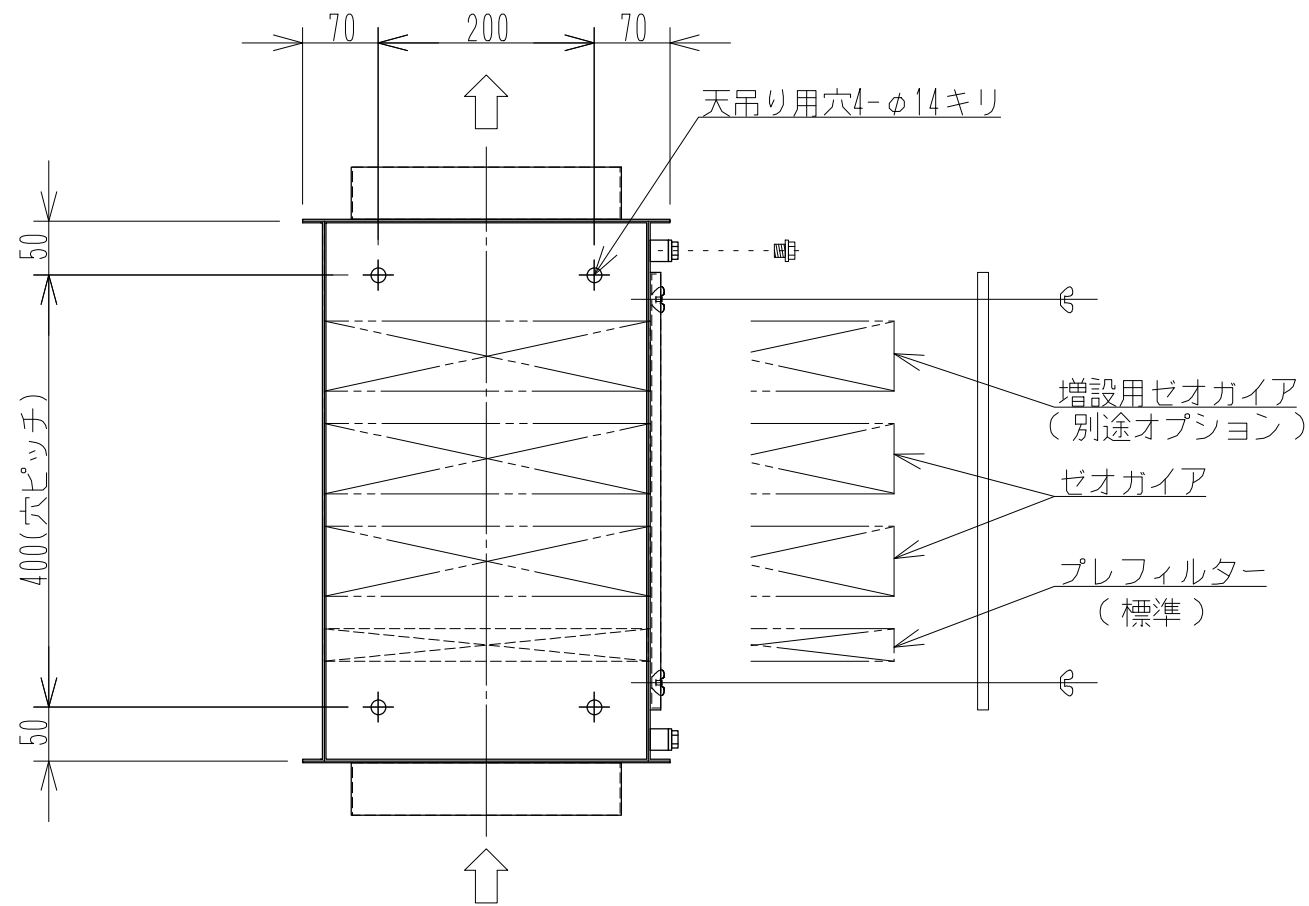 70
200
70
天吊り用穴4-φ14キリ
50
400(穴ピッチ)
50
増設用ゼオガイア
(別途オプション)
ゼオガイア
プレフィルター
(標準)